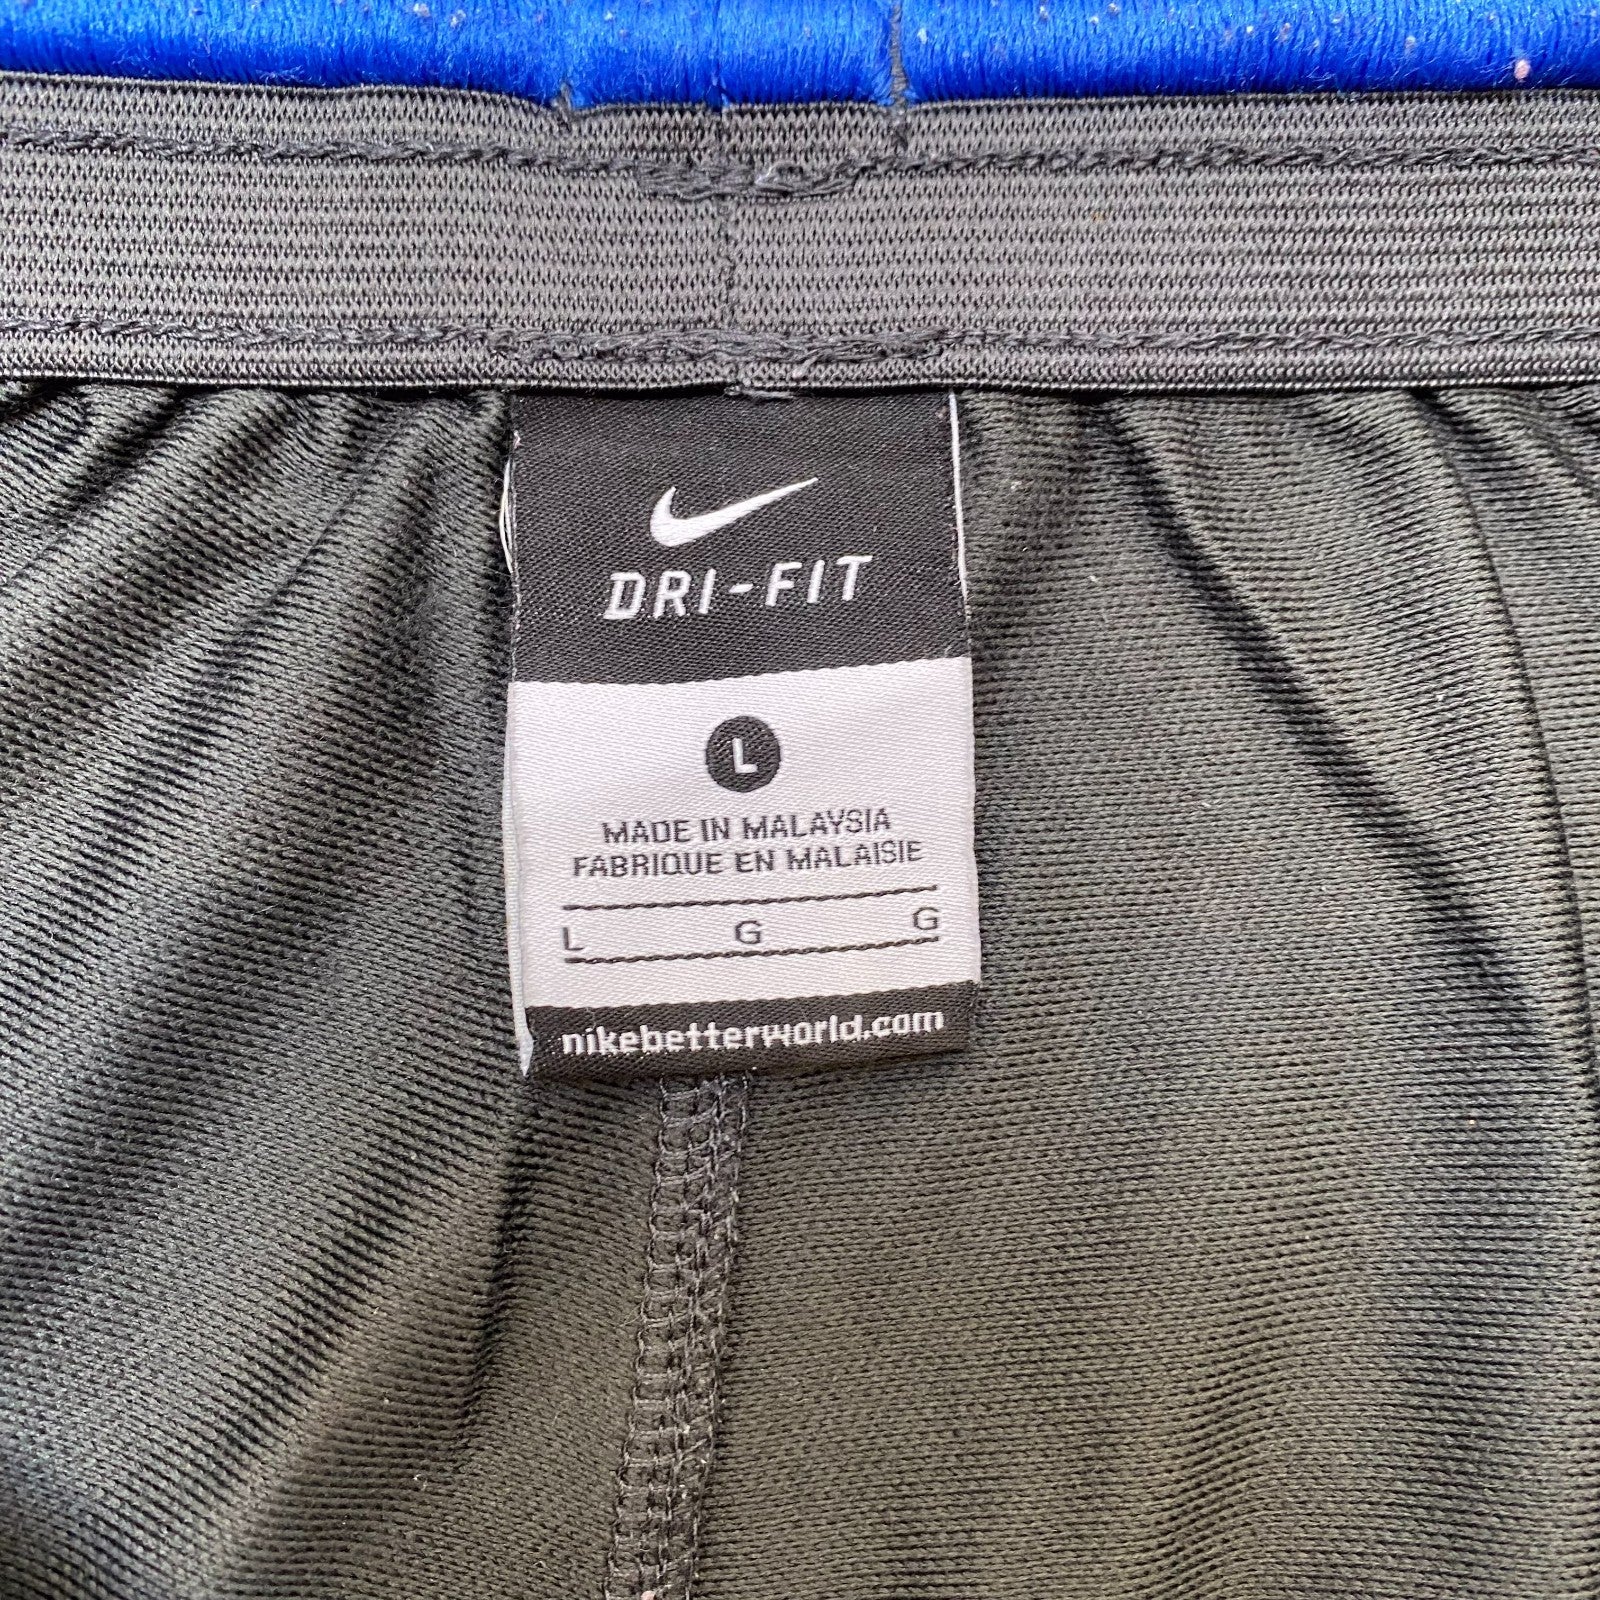 DRI-FIT
L
MADE IN MALAYSIA
FABRIQUE EN MALAISIE
L G G
nikebetterworld.com